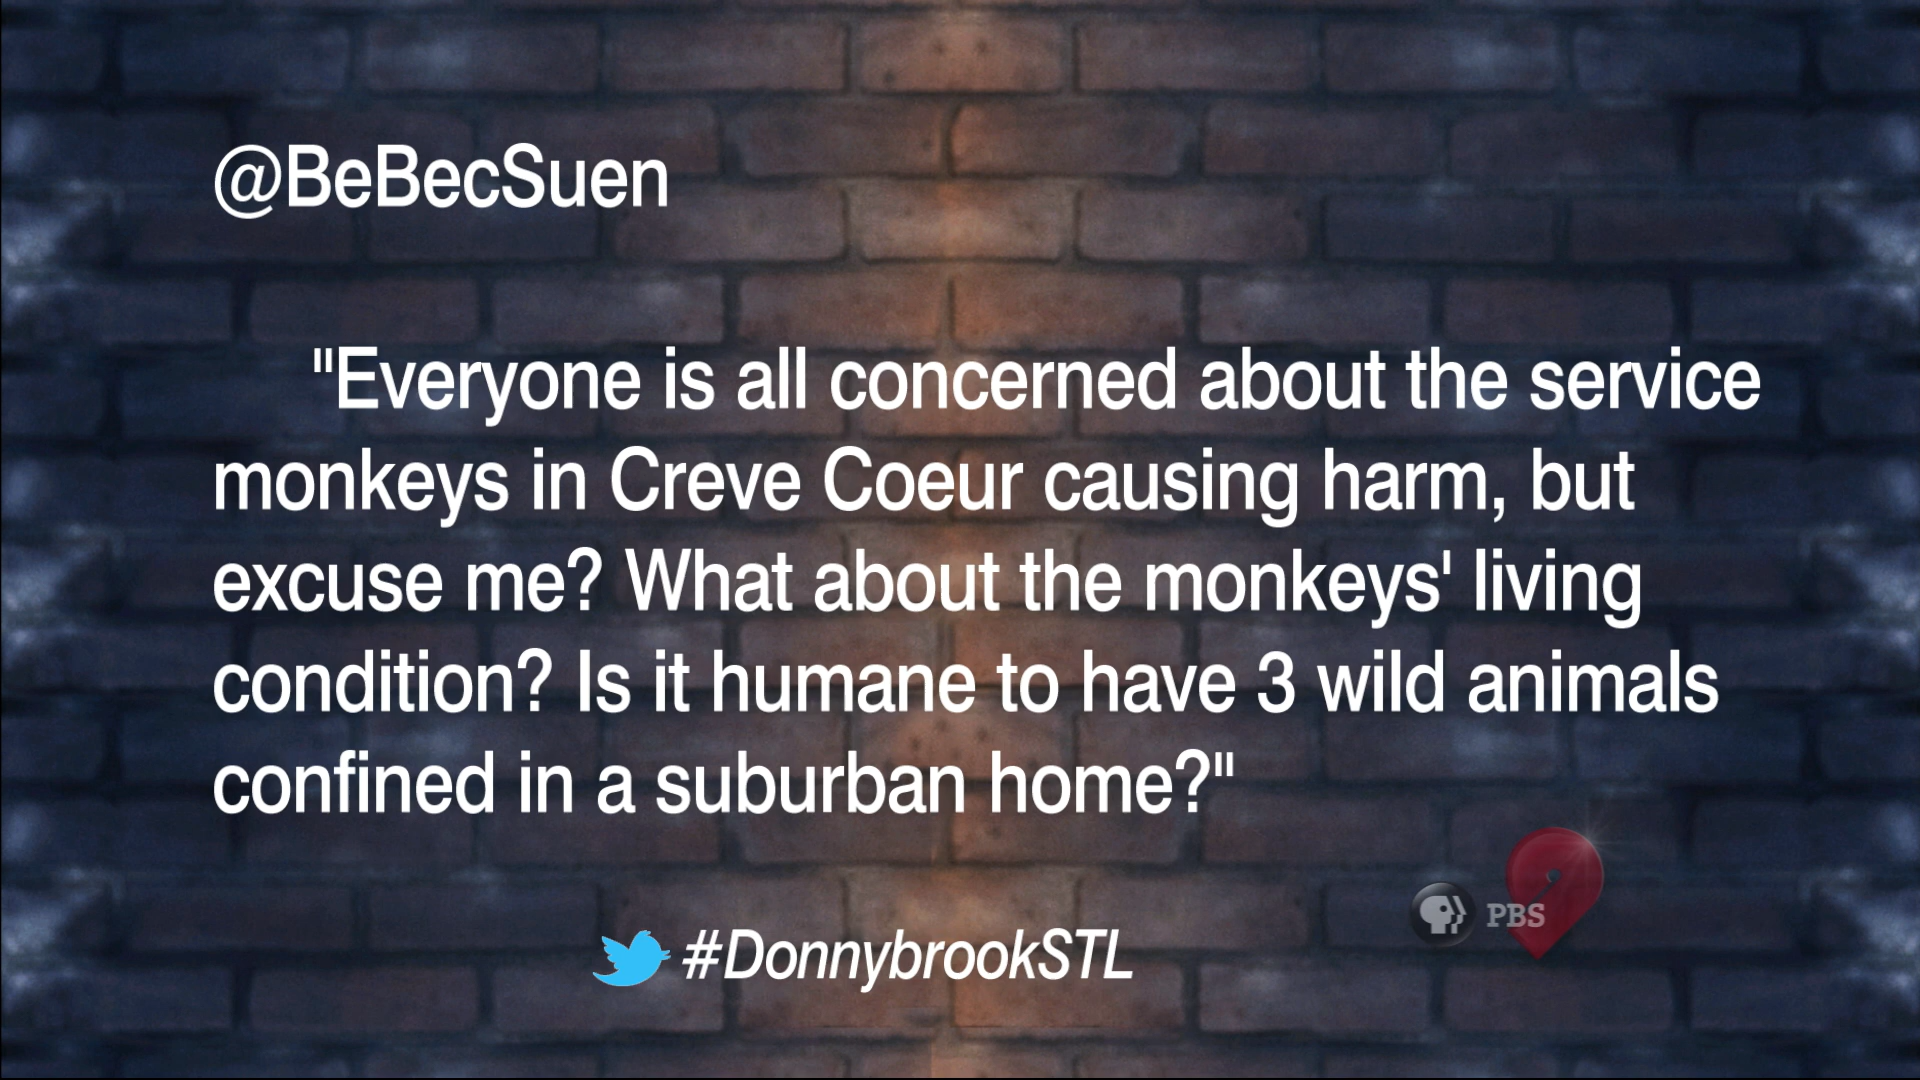 @BeBecSuen
"Everyone is all concerned about the service
monkeys in Creve Coeur causing harm, but
excuse me? What about the monkeys' living
condition? Is it humane to have 3 wild animals
confined in a suburban home?"
PBS
#DonnybrookSTL